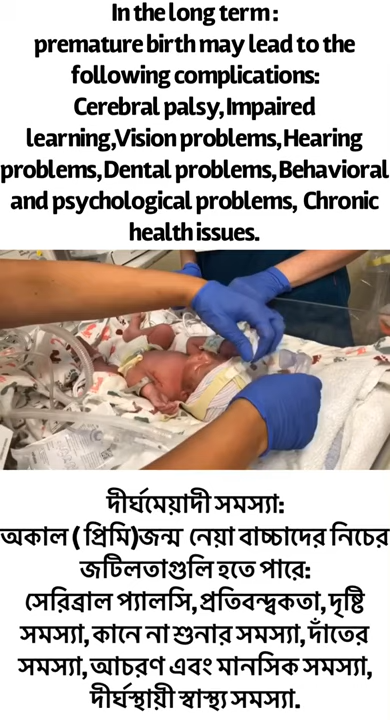 In the long term :
premature birth may lead to the
following complications:
Cerebral palsy, Impaired
learning,Vision problems, Hearing
problems, Dental problems, Behavioral
and psychological problems, Chronic
health issues.
দীর্ঘমেয়াদী সমস্যা:
অকাল ( প্রিমি)জন্ম নেয়া বাচ্চাদের নিচের
জটিলতাগুলি হতে পারে:
সেরিব্রাল প্যালসি, প্রতিবন্দ্বকতা, দৃষ্টি
সমস্যা, কানে না শুনার সমস্যা, দাঁতের
সমস্যা, আচরণ এবং মানসিক সমস্যা,
দীর্ঘস্থায়ী স্বাস্থ্য সমস্যা.